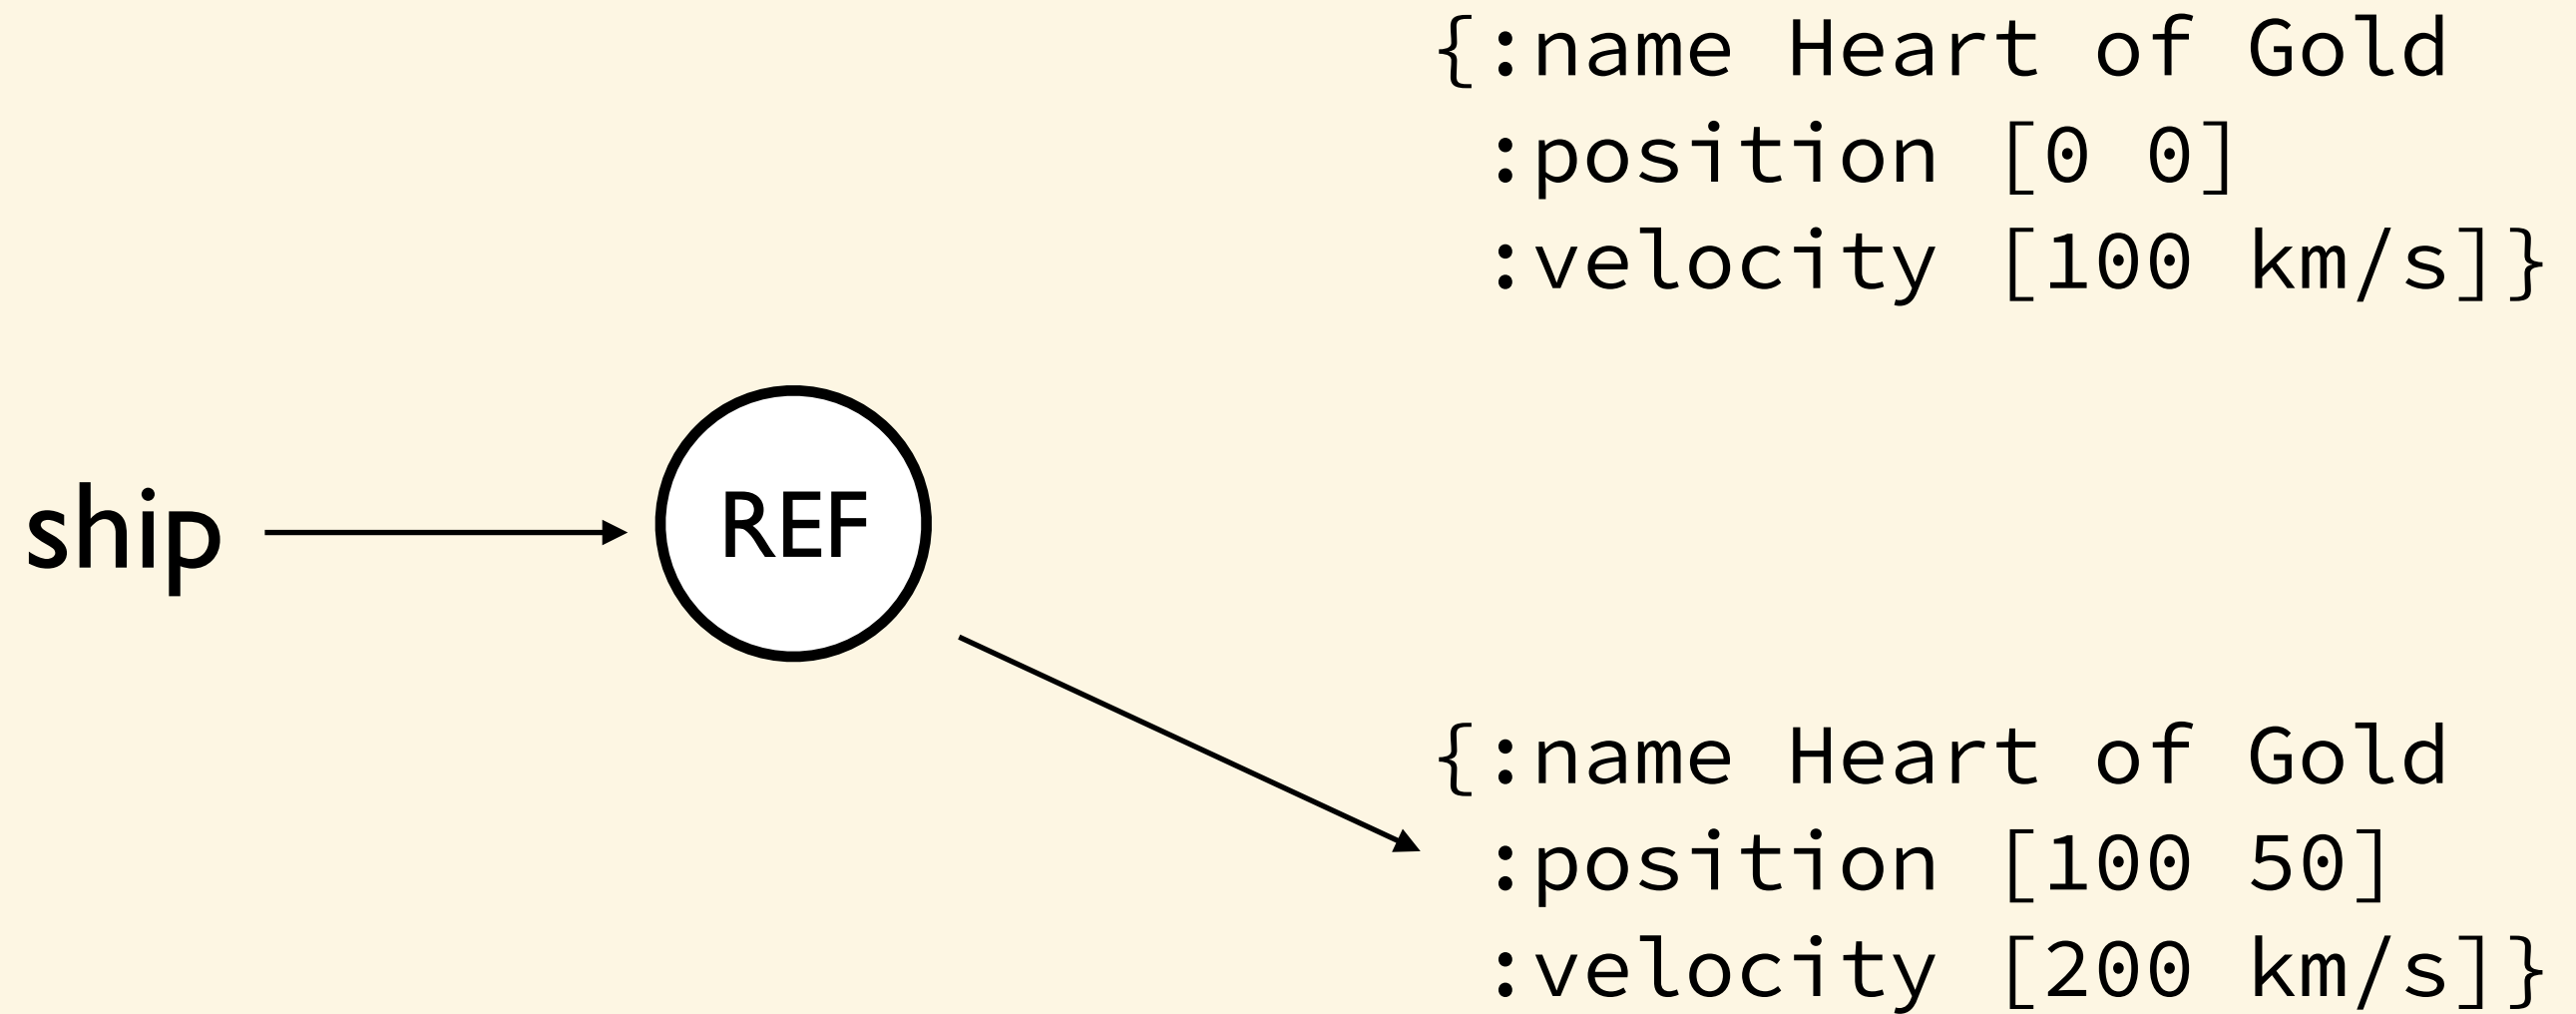 {:name Heart of Gold
:position [0 0]
:velocity [100 km/s]}
ship
REF
{:name Heart of Gold
:position [100 50]
:velocity [200 km/s]}